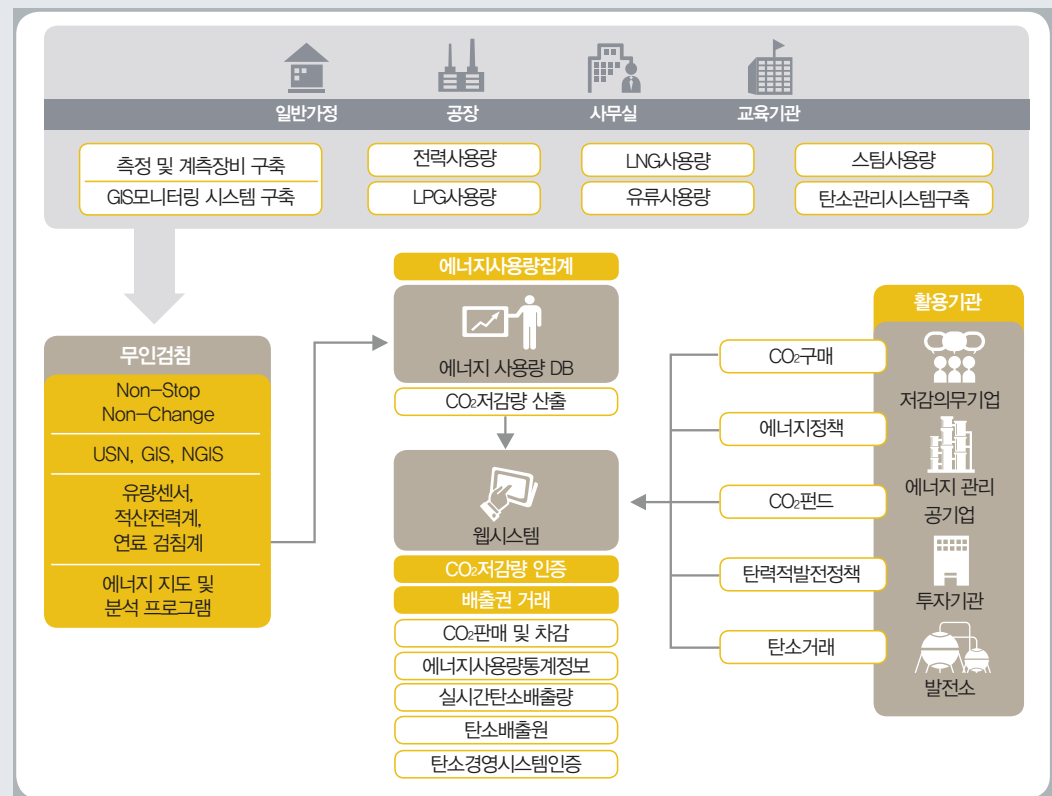 일반가정
공장
사무실
교육기관
측정 및 계측장비 구축
GIS모니터링 시스템 구축
전력사용량
LPG사용량
LNG사용량
유류사용량
스팀사용량
탄소관리시스템구축
무인검침
Non-Stop
Non-Change
USN, GIS, NGIS
유량센서,
적산전력계,
연료 검침계
에너지 지도 및
분석 프로그램
에너지사용량집계
에너지 사용량 DB
CO₂저감량 산출
웹시스템
CO₂저감량 인증
배출권 거래
CO₂판매 및 차감
에너지사용량통계정보
실시간탄소배출량
탄소배출원
탄소경영시스템인증
CO₂구매
에너지정책
CO₂펀드
탄력적발전정책
탄소거래
활용기관
저감의무기업
에너지 관리
공기업
투자기관
발전소